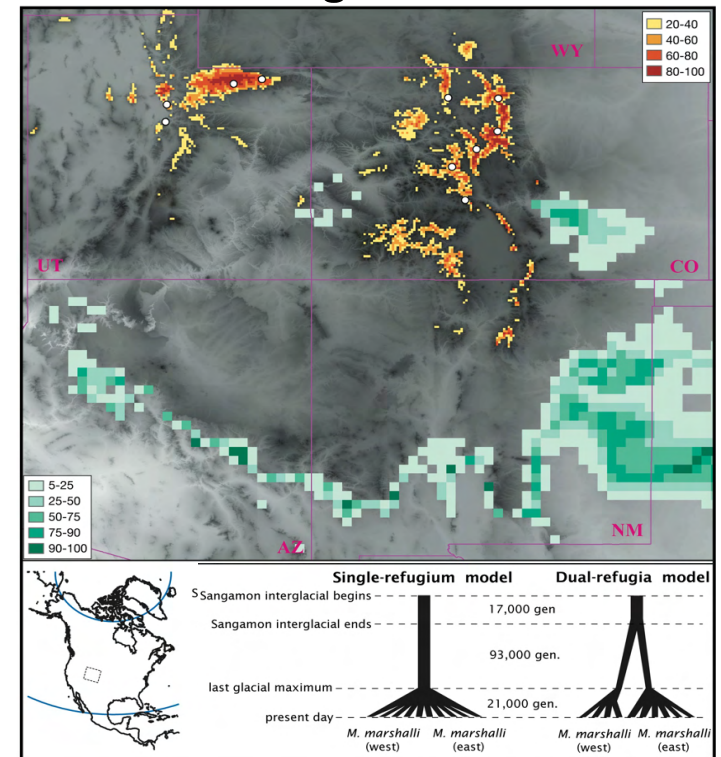 WY
20-40
40-60
60-80
80-100
UT
CO
5-25
25-50
50-75
75-90
90-100
AZ
NM
Single-refugium model
Dual-refugia model
S
Sangamon interglacial begins
17,000 gen
Sangamon interglacial ends
93,000 gen.
last glacial maximum
21,000 gen.
present day
M. marshalli
(west)
M. marshalli
(east)
M. marshalli
(west)
M. marshalli
(east)